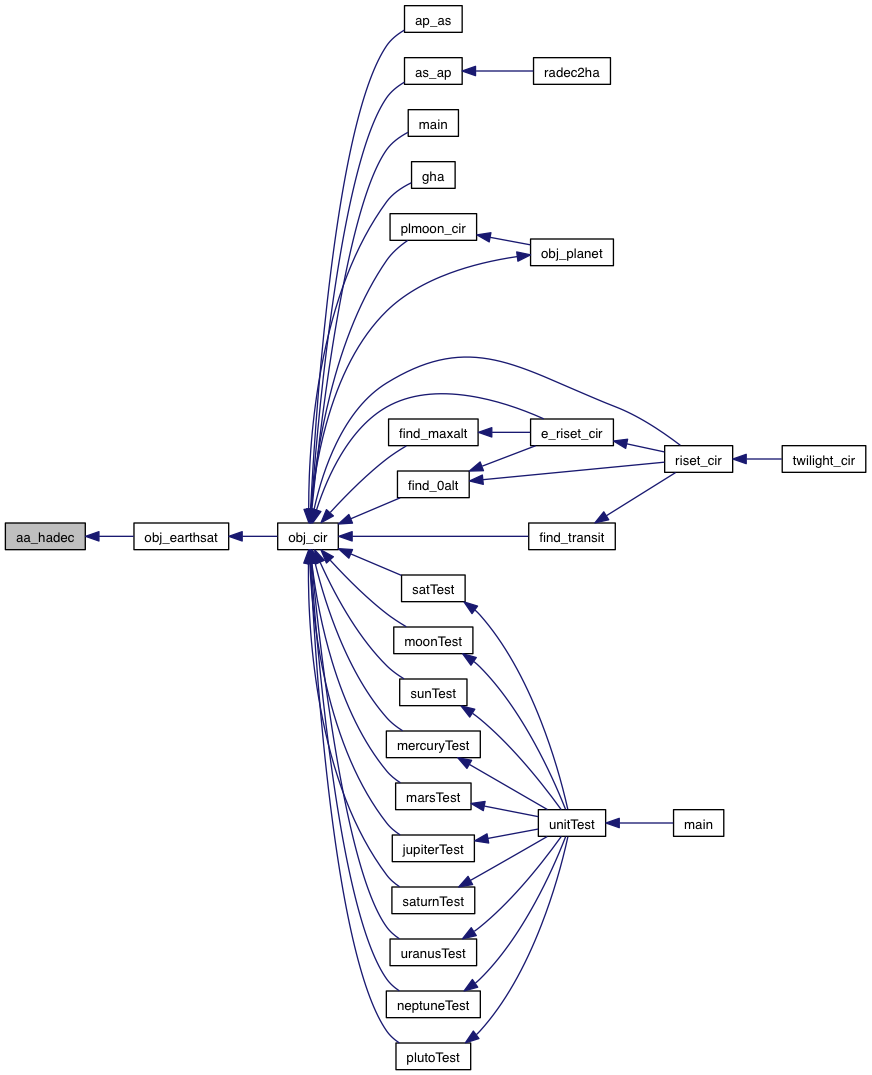 ap_as
as_ap
radec2ha
main
gha
plmoon_cir
obj_planet
find_maxalt
e_riset_cir
riset_cir
twilight_cir
find_0alt
aa_hadec
obj_earthsat
obj_cir
find_transit
satTest
moonTest
sunTest
mercuryTest
marsTest
unitTest
main
jupiterTest
saturnTest
uranusTest
neptuneTest
plutoTest